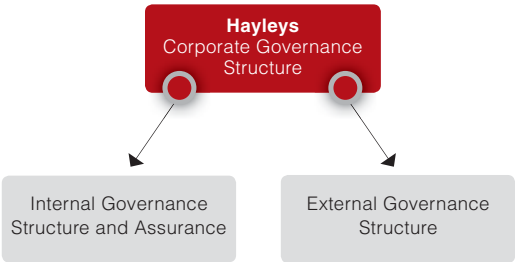 Hayleys
Corporate Governance
Structure
Internal Governance
Structure and Assurance
External Governance
Structure